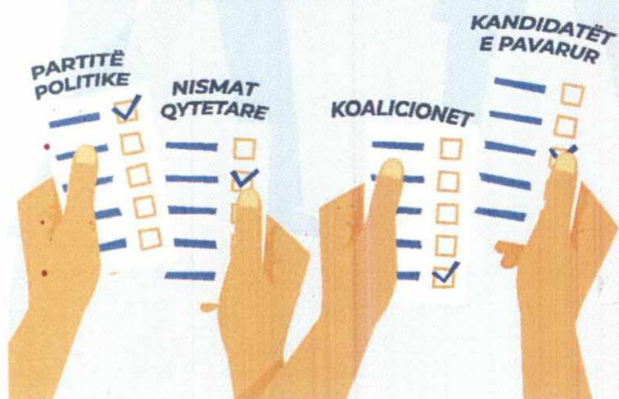 PARTITË
POLITIKE
NISMAT
QYTETARE
KOALICIONET
KANDIDATËT
E PAVARUR